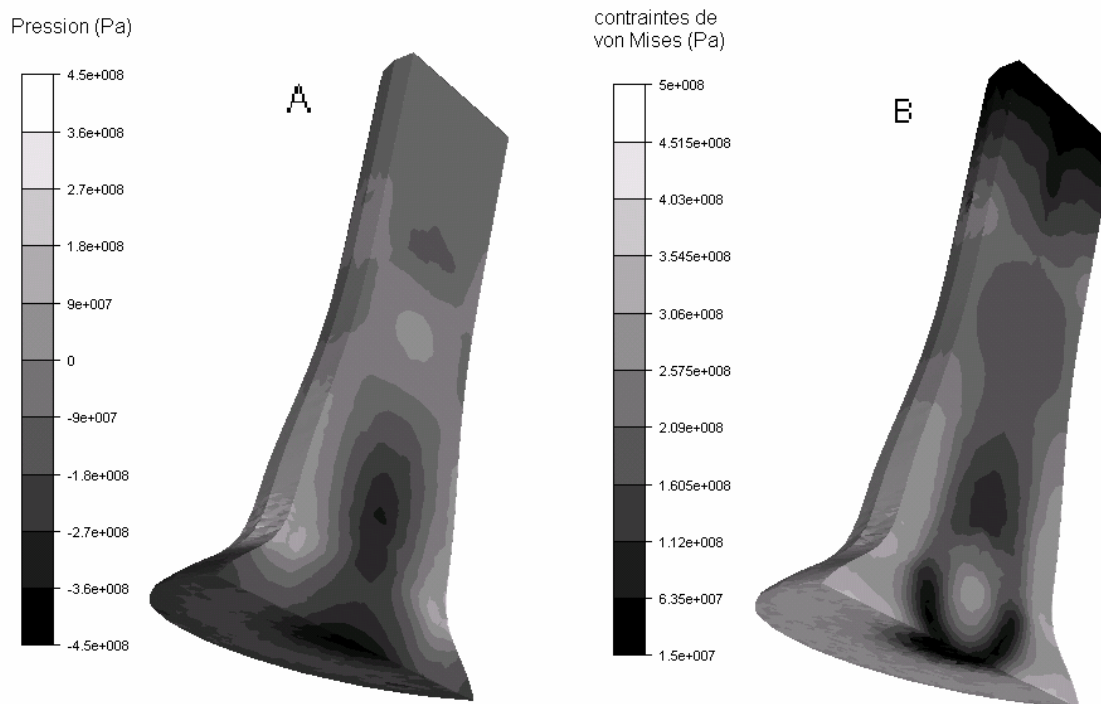 Pression (Pa)
4.5e+008
3.6e+008
2.7e+008
1.8e+008
9e+007
0
-9e+007
-1.8e+008
-2.7e+008
-3.6e+008
-4.5e+008
A
contraintes de
von Mises (Pa)
5e+008
4.515e+008
4.03e+008
3.545e+008
3.06e+008
2.575e+008
2.09e+008
1.605e+008
1.12e+008
6.35e+007
1.5e+007
B